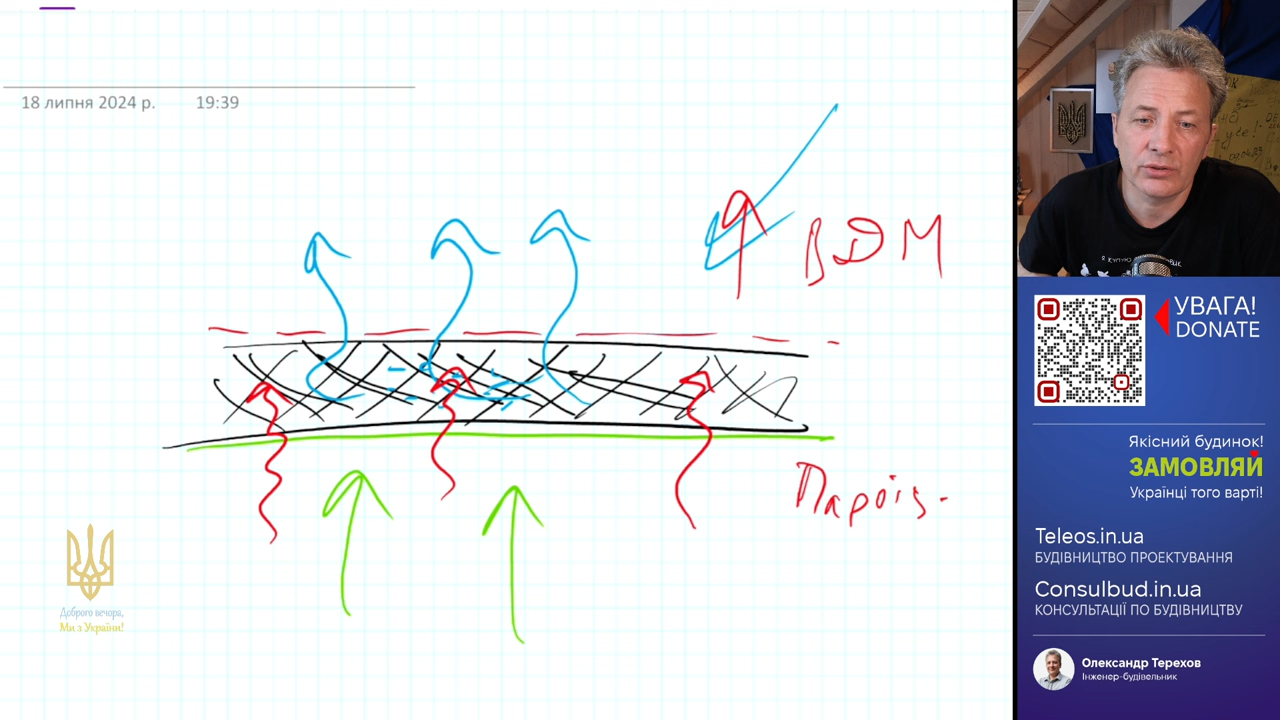 18 липня 2024 р. 19:39
ВДМ
Пароіз.
Доброго вечора,
Ми з України!
УВАГА!
DONATE
Якісний будинок!
ЗАМОВЛЯЙ
Українці того варті!
Teleos.in.ua
БУДІВНИЦТВО ПРОЕКТУВАННЯ
Consulbud.in.ua
КОНСУЛЬТАЦІЇ ПО БУДІВНИЦТВУ
Олександр Терехов
Інженер-будівельник